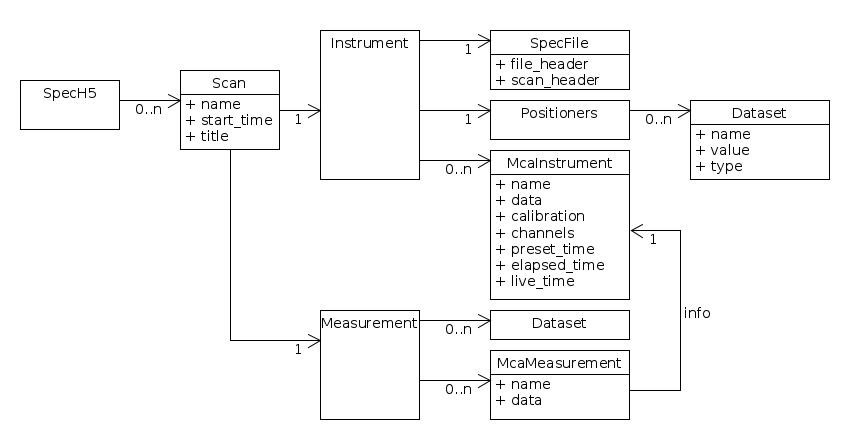 SpecH5
0..n
Scan
+ name
+ start_time
+ title
1
Instrument
1
SpecFile
+ file_header
+ scan_header
1
Positioners
0..n
Dataset
+ name
+ value
+ type
0..n
McaInstrument
+ name
+ data
+ calibration
+ channels
+ preset_time
+ elapsed_time
+ live_time
1
info
1
Measurement
0..n
Dataset
0..n
McaMeasurement
+ name
+ data